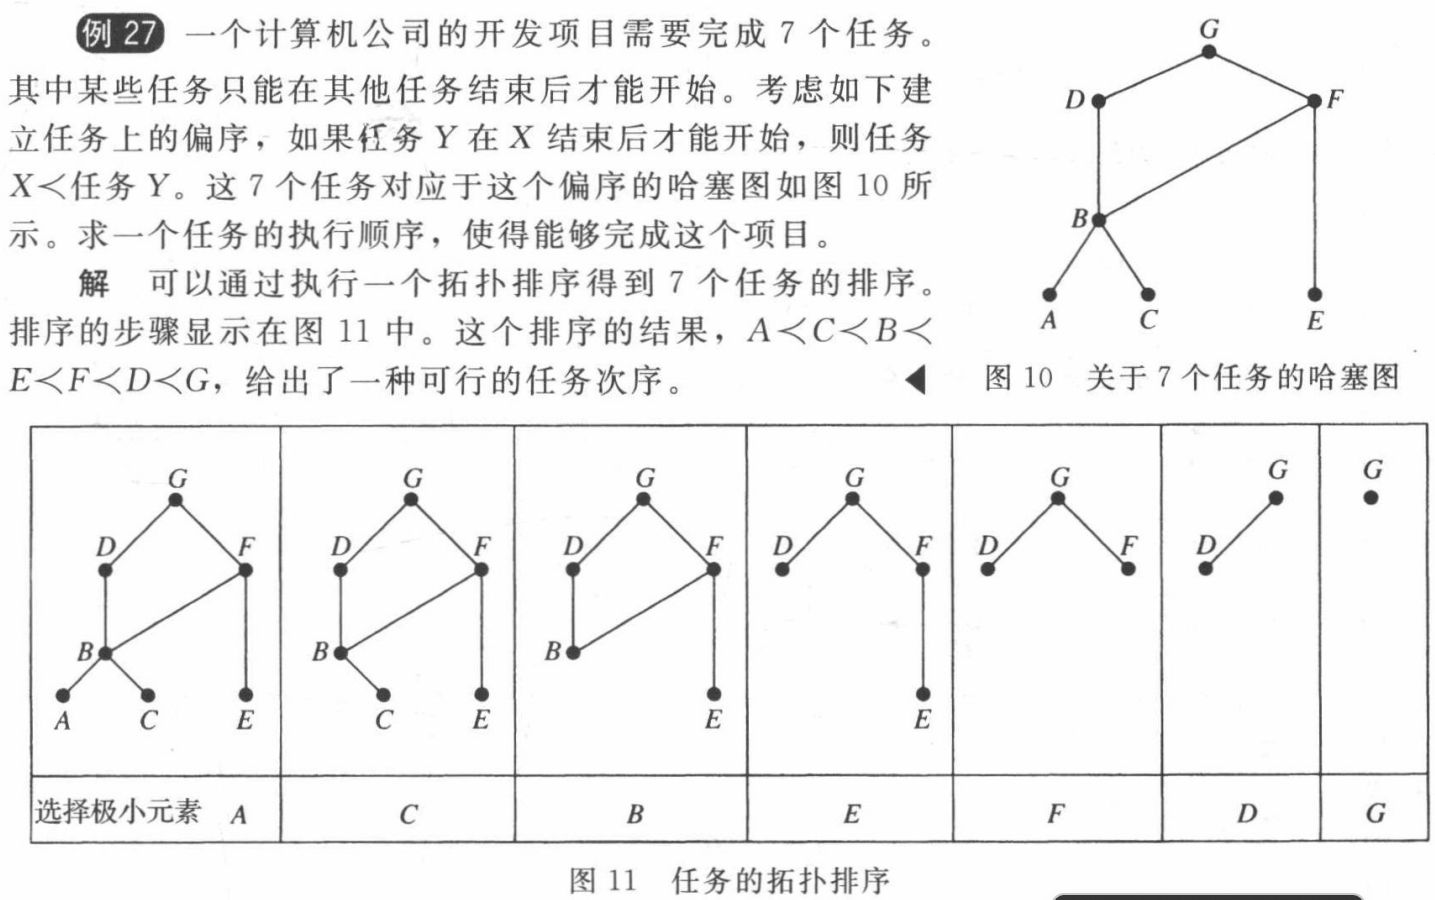 例 27 一个计算机公司的开发项目需要完成 7 个任务。
其中某些任务只能在其他任务结束后才能开始。考虑如下建
立任务上的偏序，如果任务 Y 在 X 结束后才能开始，则任务
X≺任务 Y。这 7 个任务对应于这个偏序的哈塞图如图 10 所
示。求一个任务的执行顺序，使得能够完成这个项目。
解 可以通过执行一个拓扑排序得到 7 个任务的排序。
排序的步骤显示在图 11 中。这个排序的结果，A≺C≺B≺
E≺F≺D≺G，给出了一种可行的任务次序。 ◀
G
D F
B
A C E
图 10 关于 7 个任务的哈塞图
G G G G G G G
D F D F D F D F D F D
B B B
A C E C E E E
选择极小元素 A C B E F D G
图 11 任务的拓扑排序